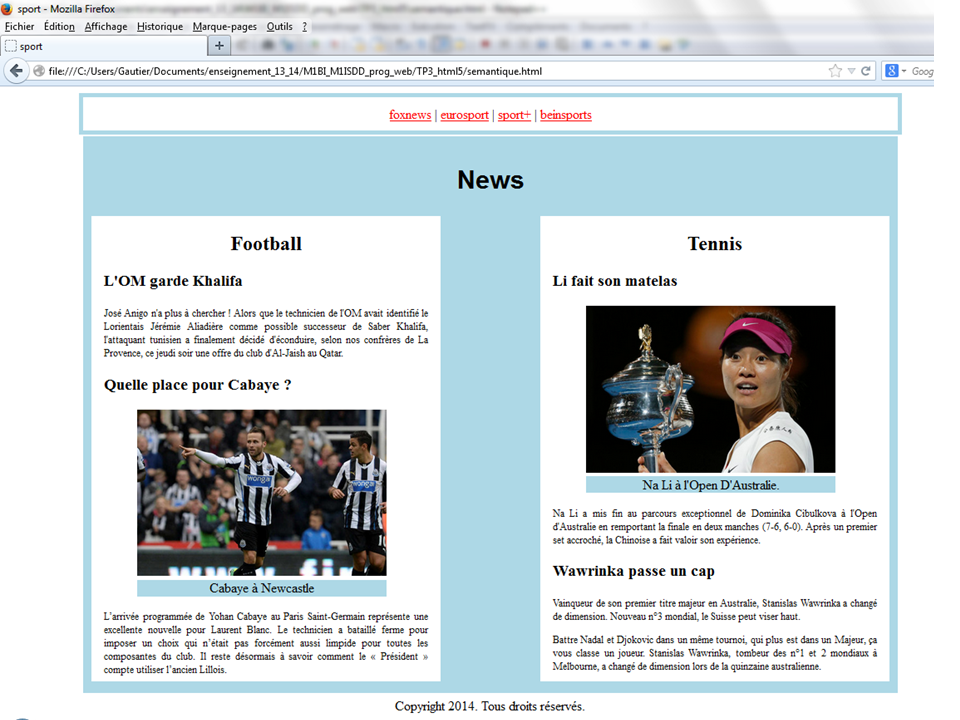 sport - Mozilla Firefox
Fichier Édition Affichage Historique Marque-pages Outils ?
sport +
file:///C:/Users/Gautier/Documents/enseignement_13_14/M1BI_M1ISDD_prog_web/TP3_html5/semantique.html
8 Goog
foxnews | eurosport | sport+ | beinsports
News
Football
L'OM garde Khalifa
José Anigo n'a plus à chercher ! Alors que le technicien de l'OM avait identifié le
Lorientais Jérémie Aliadière comme possible successeur de Saber Khalifa,
l'attaquant tunisien a finalement décidé d'éconduire, selon nos confrères de La
Provence, ce jeudi soir une offre du club d'Al-Jaish au Qatar.
Quelle place pour Cabaye ?
wonga
wonga
Cabaye à Newcastle
L’arrivée programmée de Yohan Cabaye au Paris Saint-Germain représente une
excellente nouvelle pour Laurent Blanc. Le technicien a bataillé ferme pour
imposer un choix qui n’était pas forcément aussi limpide pour toutes les
composantes du club. Il reste désormais à savoir comment le « Président »
compte utiliser l’ancien Lillois.
Tennis
Li fait son matelas
Na Li à l'Open D'Australie.
Na Li a mis fin au parcours exceptionnel de Dominika Cibulkova à l'Open
d'Australie en remportant la finale en deux manches (7-6, 6-0). Après un premier
set accroché, la Chinoise a fait valoir son expérience.
Wawrinka passe un cap
Vainqueur de son premier titre majeur en Australie, Stanislas Wawrinka a changé
de dimension. Nouveau n°3 mondial, le Suisse peut viser haut.
Battre Nadal et Djokovic dans un même tournoi, qui plus est dans un Majeur, ça
vous classe un joueur. Stanislas Wawrinka, tombeur des n°1 et 2 mondiaux à
Melbourne, a changé de dimension lors de la quinzaine australienne.
Copyright 2014. Tous droits réservés.